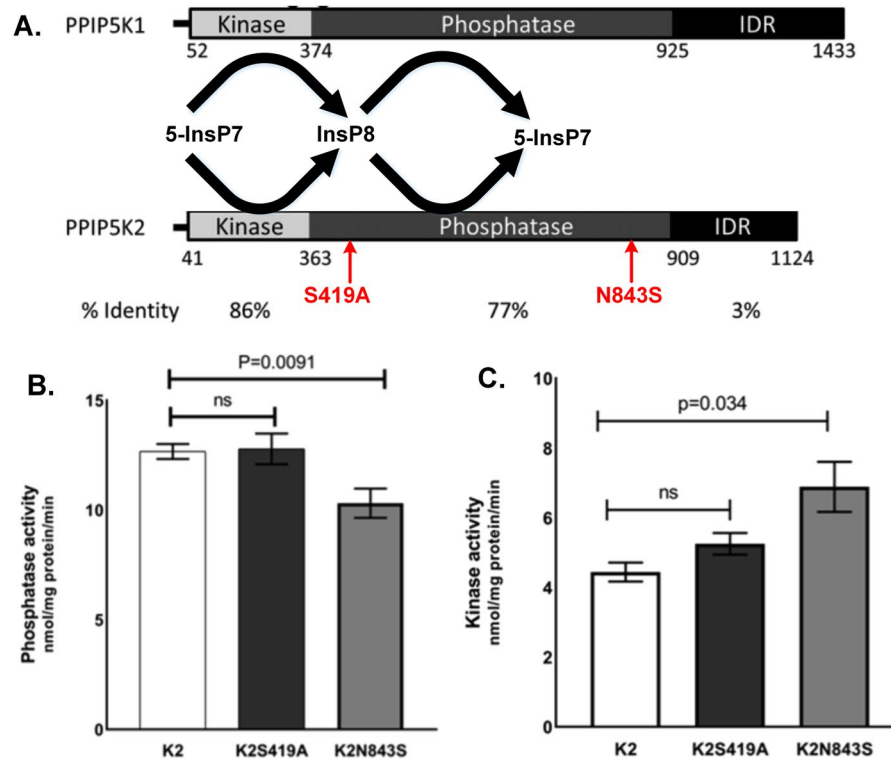 A.
PPIP5K1 Kinase Phosphatase IDR
52 374 925 1433
5-InsP7 InsP8 5-InsP7
PPIP5K2 Kinase Phosphatase IDR
41 363 909 1124
S419A N843S
% Identity 86% 77% 3%
B.
P=0.0091
ns
Phosphatase activity
nmol/mg protein/min
15
10
5
0
K2 K2S419A K2N843S
C.
p=0.034
ns
Kinase activity
nmol/mg protein/min
10
8
6
4
2
0
K2 K2S419A K2N843S